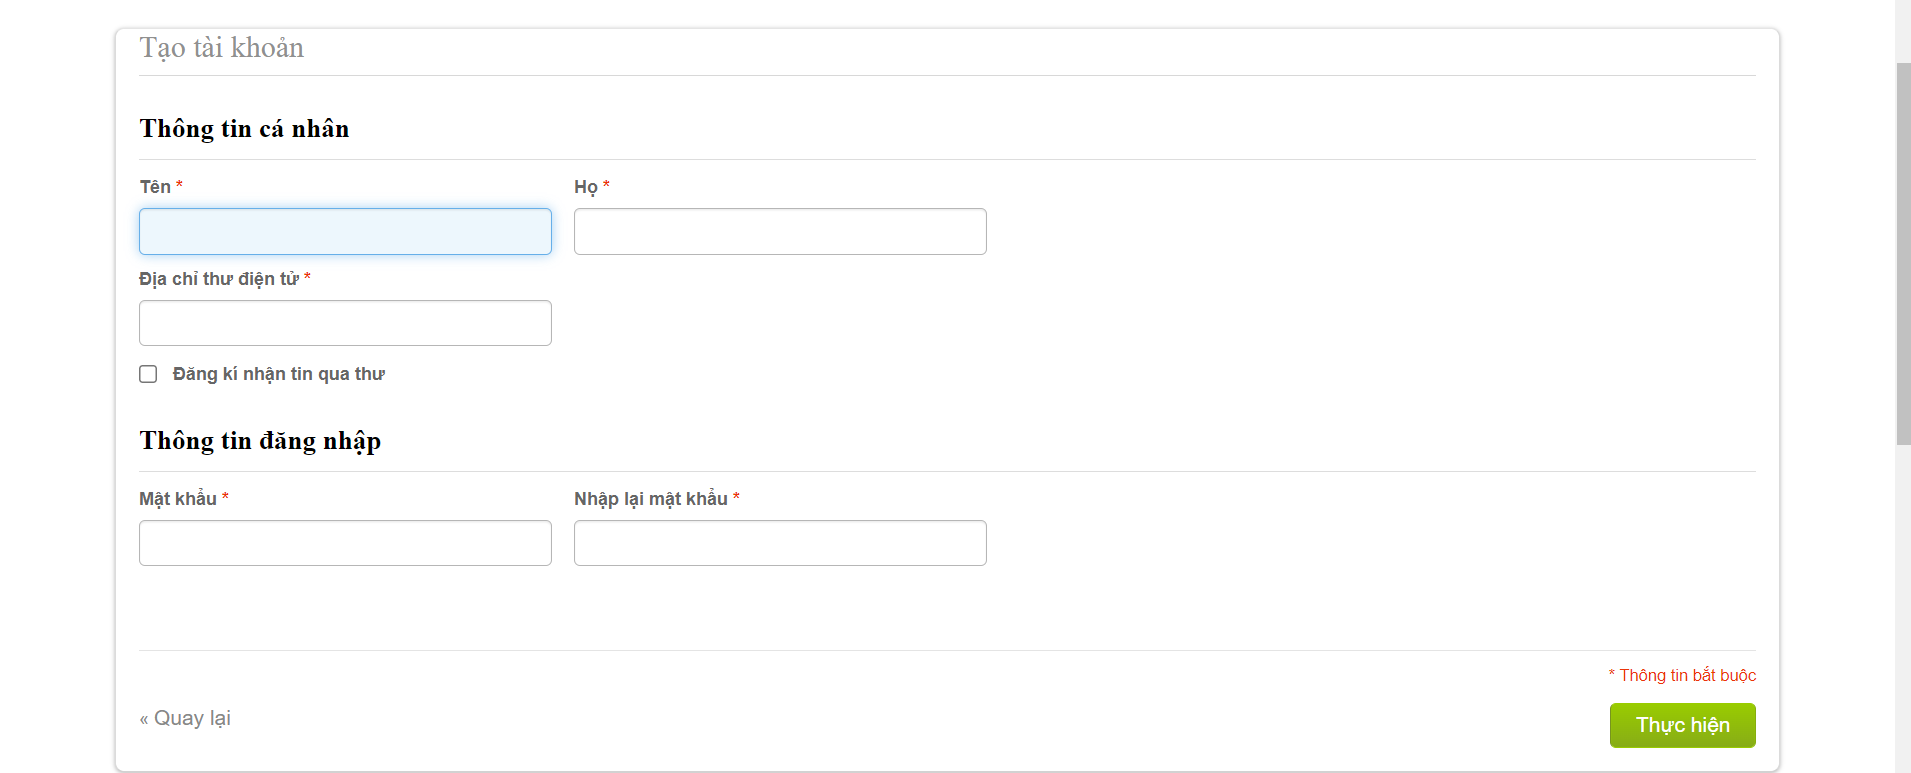 Tạo tài khoản
Thông tin cá nhân
Tên * Họ *
Địa chỉ thư điện tử *
Đăng kí nhận tin qua thư
Thông tin đăng nhập
Mật khẩu * Nhập lại mật khẩu *
* Thông tin bắt buộc
« Quay lại
Thực hiện